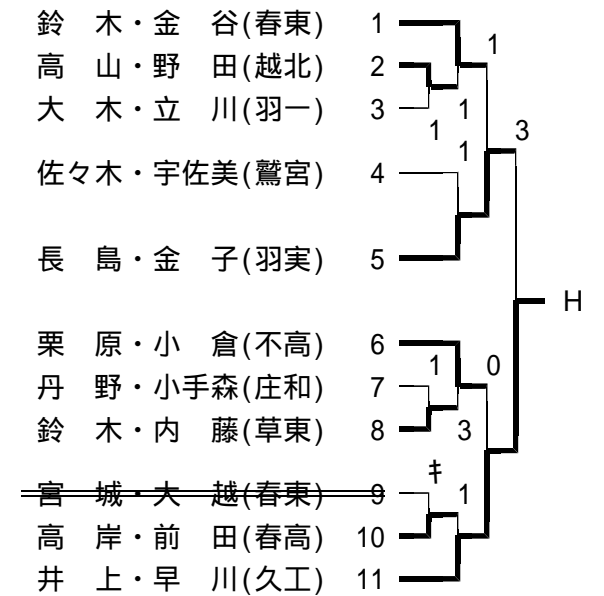 鈴　木・金　谷(春東) 1
1
高　山・野　田(越北) 2
大　木・立　川(羽一) 3
1
1
3
1
佐々木・宇佐美(鷲宮) 4
長　島・金　子(羽実) 5
H
栗　原・小　倉(不高) 6
1
0
丹　野・小手森(庄和) 7
鈴　木・内　藤(草東) 8
3
キ
宮　城・大　越(春東) 9
1
高　岸・前　田(春高) 10
井　上・早　川(久工) 11